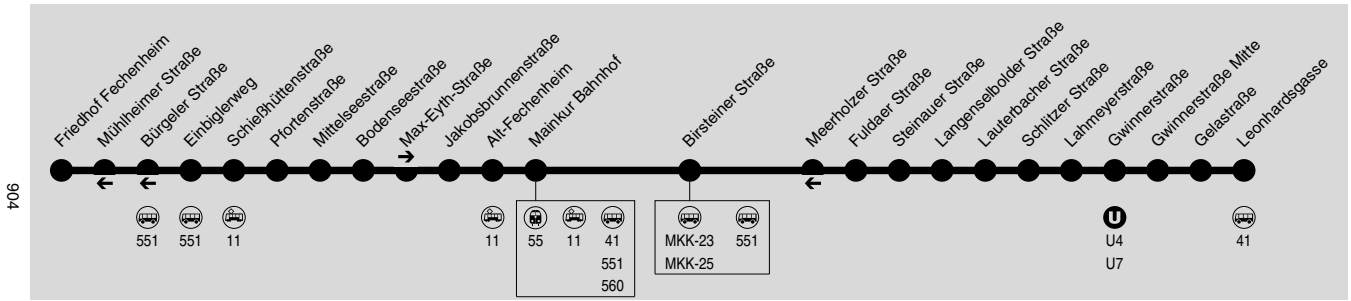 Friedhof Fechenheim
Mühlheimer Straße
Bürgeler Straße
Einbiglerweg
Schießhüttenstraße
Pfortenstraße
Mittelseestraße
Bodenseestraße
Max-Eyth-Straße
Jakobsbrunnenstraße
Alt-Fechenheim
Mainkur Bahnhof
Birsteiner Straße
Meerholzer Straße
Fuldaer Straße
Steinauer Straße
Langenselbolder Straße
Lauterbacher Straße
Schlitzer Straße
Lahmeyerstraße
Gwinnerstraße
Gwinnerstraße Mitte
Gelastraße
Leonhardsgasse
904
U
551 551 11 11 55 11 41 MKK-23 551 U4 41
551 MKK-25 U7
560